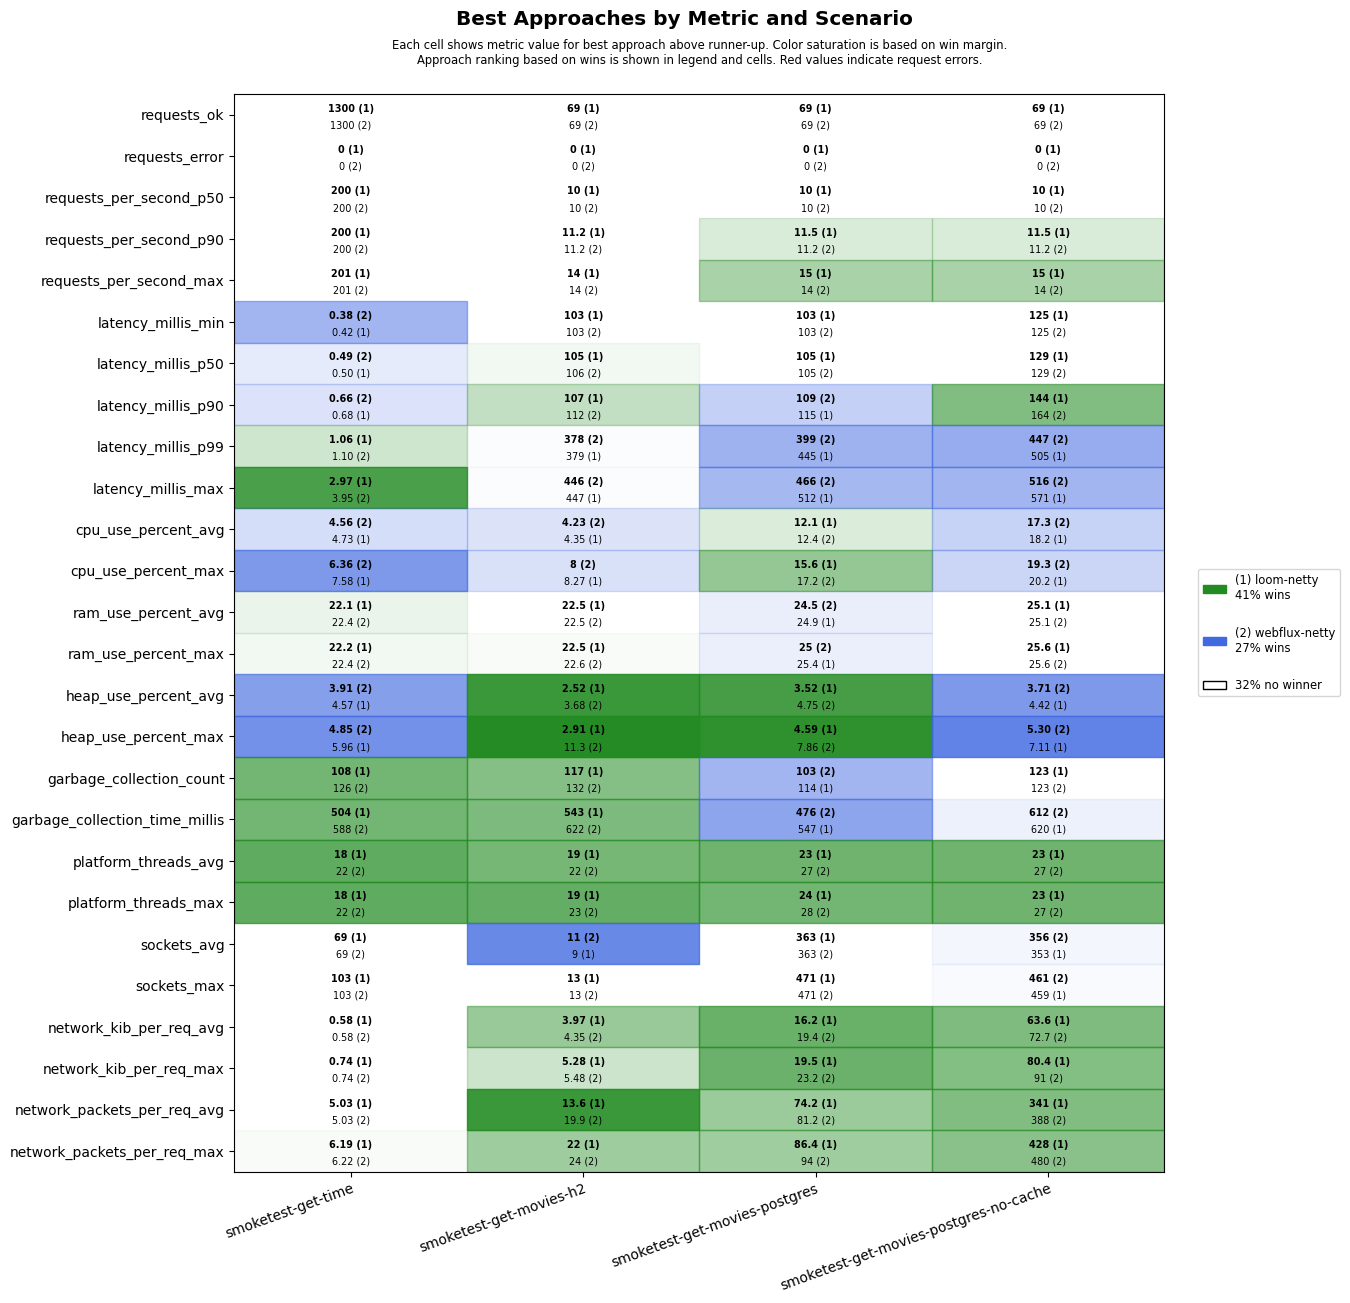 Best Approaches by Metric and Scenario
Each cell shows metric value for best approach above runner-up. Color saturation is based on win margin.
Approach ranking based on wins is shown in legend and cells. Red values indicate request errors.
requests_ok
1300 (1) 69 (1) 69 (1) 69 (1)
1300 (2) 69 (2) 69 (2) 69 (2)
requests_error
0 (1) 0 (1) 0 (1) 0 (1)
0 (2) 0 (2) 0 (2) 0 (2)
requests_per_second_p50
200 (1) 10 (1) 10 (1) 10 (1)
200 (2) 10 (2) 10 (2) 10 (2)
requests_per_second_p90
200 (1) 11.2 (1) 11.5 (1) 11.5 (1)
200 (2) 11.2 (2) 11.2 (2) 11.2 (2)
requests_per_second_max
201 (1) 14 (1) 15 (1) 15 (1)
201 (2) 14 (2) 14 (2) 14 (2)
latency_millis_min
0.38 (2) 103 (1) 103 (1) 125 (1)
0.42 (1) 103 (2) 103 (2) 125 (2)
latency_millis_p50
0.49 (2) 105 (1) 105 (1) 129 (1)
0.50 (1) 106 (2) 105 (2) 129 (2)
latency_millis_p90
0.66 (2) 107 (1) 109 (2) 144 (1)
0.68 (1) 112 (2) 115 (1) 164 (2)
latency_millis_p99
1.06 (1) 378 (2) 399 (2) 447 (2)
1.10 (2) 379 (1) 445 (1) 505 (1)
latency_millis_max
2.97 (1) 446 (2) 466 (2) 516 (2)
3.95 (2) 447 (1) 512 (1) 571 (1)
cpu_use_percent_avg
4.56 (2) 4.23 (2) 12.1 (1) 17.3 (2)
4.73 (1) 4.35 (1) 12.4 (2) 18.2 (1)
cpu_use_percent_max
6.36 (2) 8 (2) 15.6 (1) 19.3 (2)
7.58 (1) 8.27 (1) 17.2 (2) 20.2 (1)
ram_use_percent_avg
22.1 (1) 22.5 (1) 24.5 (2) 25.1 (1)
22.4 (2) 22.5 (2) 24.9 (1) 25.1 (2)
ram_use_percent_max
22.2 (1) 22.5 (1) 25 (2) 25.6 (1)
22.4 (2) 22.6 (2) 25.4 (1) 25.6 (2)
heap_use_percent_avg
3.91 (2) 2.52 (1) 3.52 (1) 3.71 (2)
4.57 (1) 3.68 (2) 4.75 (2) 4.42 (1)
heap_use_percent_max
4.85 (2) 2.91 (1) 4.59 (1) 5.30 (2)
5.96 (1) 11.3 (2) 7.86 (2) 7.11 (1)
garbage_collection_count
108 (1) 117 (1) 103 (2) 123 (1)
126 (2) 132 (2) 114 (1) 123 (2)
garbage_collection_time_millis
504 (1) 543 (1) 476 (2) 612 (2)
588 (2) 622 (2) 547 (1) 620 (1)
platform_threads_avg
18 (1) 19 (1) 23 (1) 23 (1)
22 (2) 22 (2) 27 (2) 27 (2)
platform_threads_max
18 (1) 19 (1) 24 (1) 23 (1)
22 (2) 23 (2) 28 (2) 27 (2)
sockets_avg
69 (1) 11 (2) 363 (1) 356 (2)
69 (2) 9 (1) 363 (2) 353 (1)
sockets_max
103 (1) 13 (1) 471 (1) 461 (2)
103 (2) 13 (2) 471 (2) 459 (1)
network_kib_per_req_avg
0.58 (1) 3.97 (1) 16.2 (1) 63.6 (1)
0.58 (2) 4.35 (2) 19.4 (2) 72.7 (2)
network_kib_per_req_max
0.74 (1) 5.28 (1) 19.5 (1) 80.4 (1)
0.74 (2) 5.48 (2) 23.2 (2) 91 (2)
network_packets_per_req_avg
5.03 (1) 13.6 (1) 74.2 (1) 341 (1)
5.03 (2) 19.9 (2) 81.2 (2) 388 (2)
network_packets_per_req_max
6.19 (1) 22 (1) 86.4 (1) 428 (1)
6.22 (2) 24 (2) 94 (2) 480 (2)
smoketest-get-time
smoketest-get-movies-h2
smoketest-get-movies-postgres
smoketest-get-movies-postgres-no-cache
(1) loom-netty
41% wins
(2) webflux-netty
27% wins
32% no winner